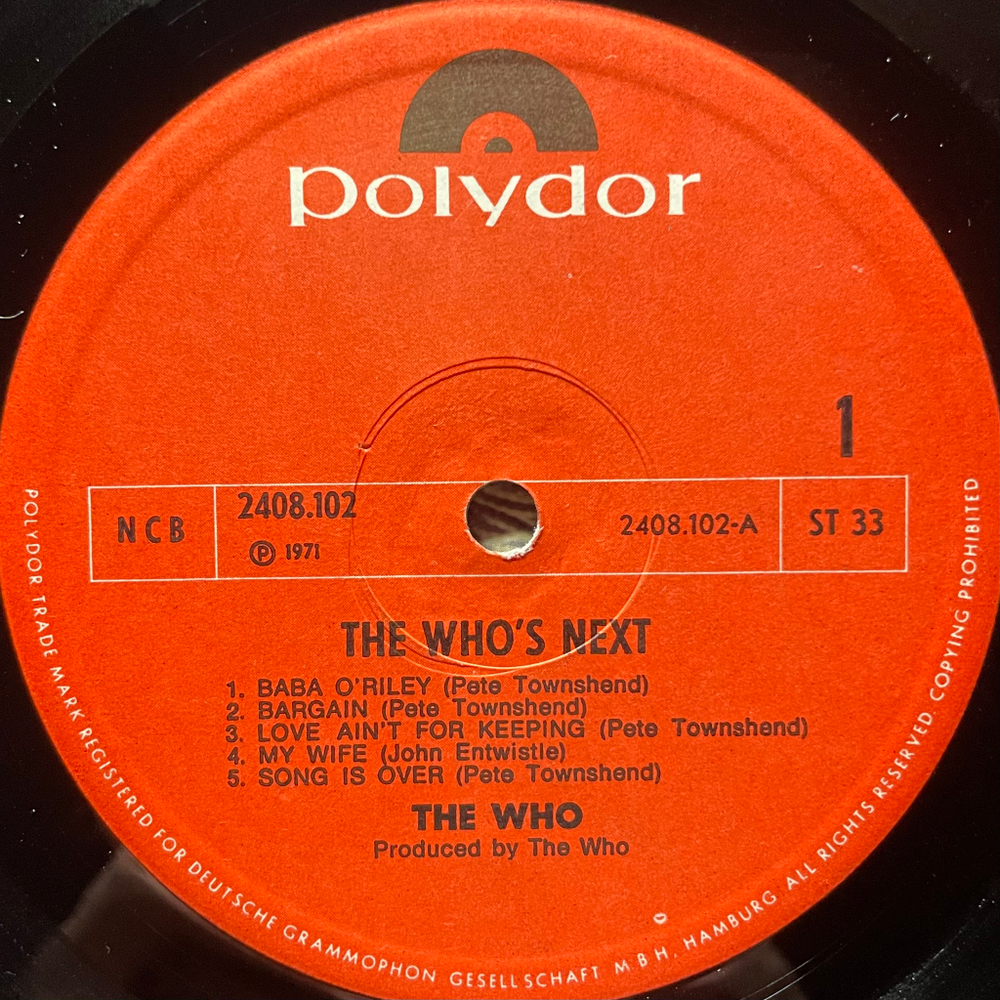 polydor
1
NCB
2408.102
℗ 1971
2408.102-A
ST 33
THE WHO'S NEXT
1. BABA O'RILEY (Pete Townshend)
2. BARGAIN (Pete Townshend)
3. LOVE AIN'T FOR KEEPING (Pete Townshend)
4. MY WIFE (John Entwistle)
5. SONG IS OVER (Pete Townshend)
THE WHO
Produced by The Who
POLYDOR TRADE MARK REGISTERED FOR DEUTSCHE GRAMMOPHON GESELLSCHAFT M B H, HAMBURG ALL RIGHTS RESERVED. COPYING PROHIBITED